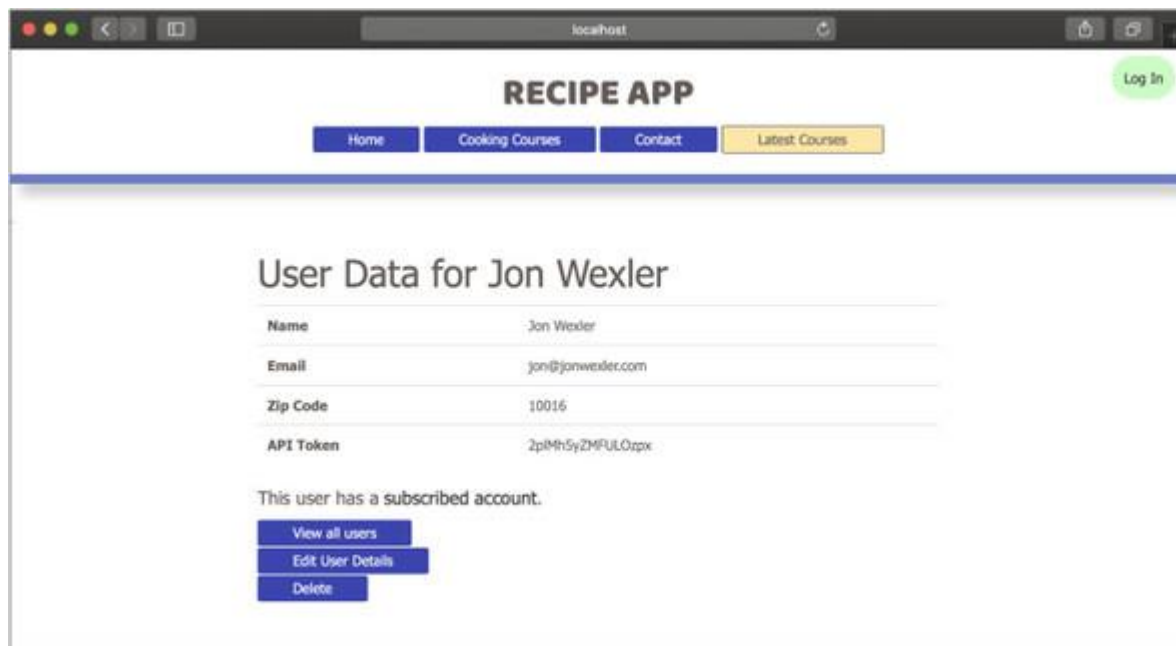 localhost
Log In
RECIPE APP
Home Cooking Courses Contact Latest Courses
User Data for Jon Wexler
Name Jon Wexler
Email jon@jonwexler.com
Zip Code 10016
API Token
This user has a subscribed account.
View all users
Edit User Details
Delete